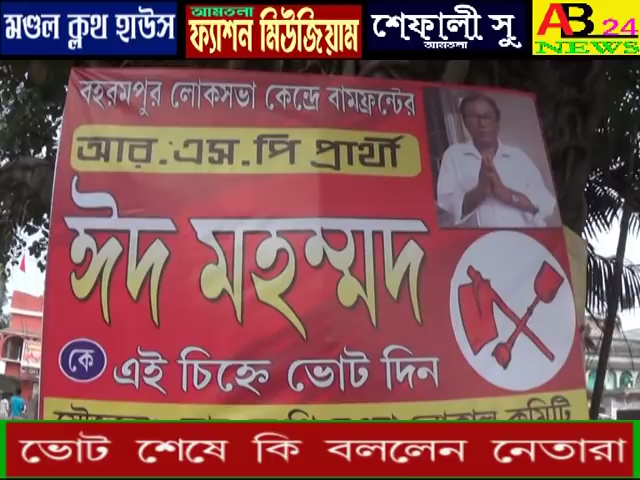 মণ্ডল ক্লথ হাউস
আমতলা
ফ্যাশন মিউজিয়াম
শেফালী সু
আমতলা
AB 24
NEWS
বহরমপুর লোকসভা কেন্দ্রে বামফ্রন্টের
আর.এস.পি প্রার্থী
ঈদ মহম্মদ
কে
এই চিহ্নে ভোট দিন
লোকাল কমিটি
ভোট শেষে কি বললেন নেতারা